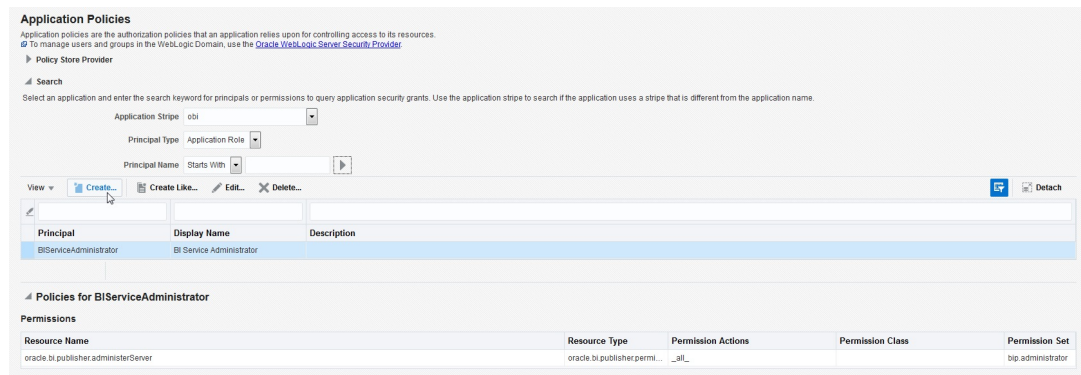 Application Policies
Application policies are the authorization policies that an application relies upon for controlling access to its resources.
To manage users and groups in the WebLogic Domain, use the Oracle WebLogic Server Security Provider.
Policy Store Provider
Search
Select an application and enter the search keyword for principals or permissions to query application security grants. Use the application stripe to search if the application uses a stripe that is different from the application name.
Application Stripe obi
Principal Type Application Role
Principal Name Starts With
View Create... Create Like... Edit... Delete... Detach
Principal Display Name Description
BIServiceAdministrator BI Service Administrator
Policies for BIServiceAdministrator
Permissions
Resource Name Resource Type Permission Actions Permission Class Permission Set
oracle.bi.publisher.administerServer oracle.bi.publisher.permi... _all_ bip.administrator